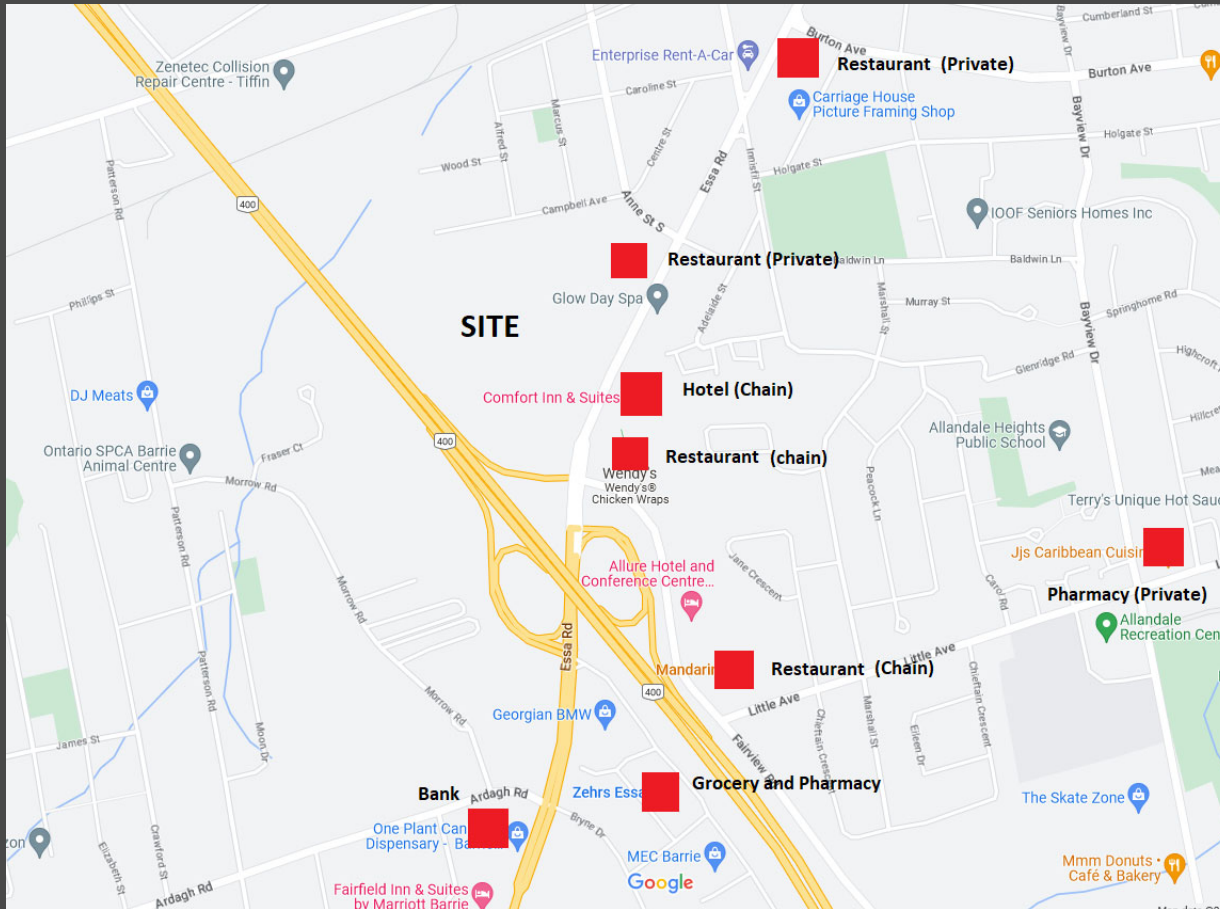 Cumberland St
Bayview Dr
Burton Ave
Enterprise Rent-A-Car
Restaurant (Private)
Burton Ave
Zenetec Collision
Repair Centre - Tiffin
Caroline St
Carriage House
Picture Framing Shop
Bayview Dr
Marcus St
Alfred St
Centre St
Holgate St
Innisfil St
Essa Rd
Holgate St
Wood St
Patterson Rd
400
Campbell Ave
Anne St S
IOOF Seniors Homes Inc
Restaurant (Private)
Baldwin Ln
Baldwin Ln
Phillips St
Glow Day Spa
Adelaide St
Marshall St
Murray St
Springhome Rd
Bayview Dr
SITE
Glenridge Rd
Highcroft
DJ Meats
Comfort Inn & Suites
Hotel (Chain)
Allandale Heights
Public School
Ontario SPCA Barrie
Animal Centre
Fraser Ct
400
Restaurant (chain)
Wendy's
Wendy's®
Chicken Wraps
Morrow Rd
Peacock Ln
Terry's Unique Hot Sauc
Patterson Rd
Jane Crescent
Jjs Caribbean Cuisin
Allure Hotel and
Conference Centre...
Carol Rd
Pharmacy (Private)
Morrow Rd
Allandale
Recreation Cen
Essa Rd
Mandarin
Restaurant (Chain)
Little Ave
400
Patterson Rd
Morrow Rd
Georgian BMW
Little Ave
Chieftain Crescent
Marshall St
Chieftain Crescent
Eileen Dr
James St
Moon Dr
Fairview
Bank
Ardagh Rd
Zehrs Essa
Grocery and Pharmacy
The Skate Zone
One Plant Can
Dispensary - Barrie...
Bryne Dr
zon
Elizabeth St
Crawford St
MEC Barrie
Mmm Donuts •
Café & Bakery
Google
Ardagh Rd
Fairfield Inn & Suites
by Marriott Barrie